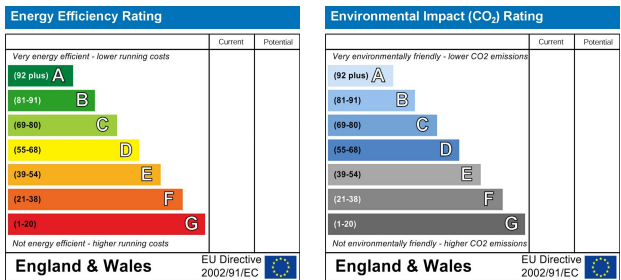 Energy Efficiency Rating
Current Potential
Very energy efficient - lower running costs
(92 plus) A
(81-91) B
(69-80) C
(55-68) D
(39-54) E
(21-38) F
(1-20) G
Not energy efficient - higher running costs
England & Wales
EU Directive
2002/91/EC
Environmental Impact (CO₂) Rating
Current Potential
Very environmentally friendly - lower CO2 emissions
(92 plus) A
(81-91) B
(69-80) C
(55-68) D
(39-54) E
(21-38) F
(1-20) G
Not environmentally friendly - higher CO2 emissions
England & Wales
EU Directive
2002/91/EC